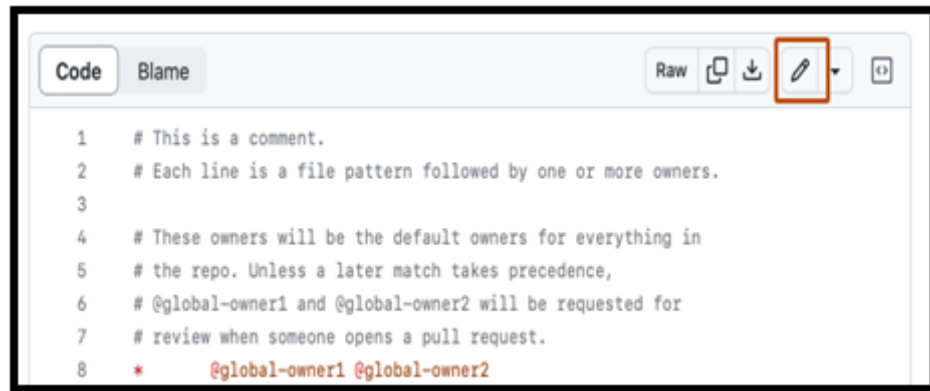 Code Blame Raw
1 # This is a comment.
2 # Each line is a file pattern followed by one or more owners.
3
4 # These owners will be the default owners for everything in
5 # the repo. Unless a later match takes precedence,
6 # @global-owner1 and @global-owner2 will be requested for
7 # review when someone opens a pull request.
8 * @global-owner1 @global-owner2